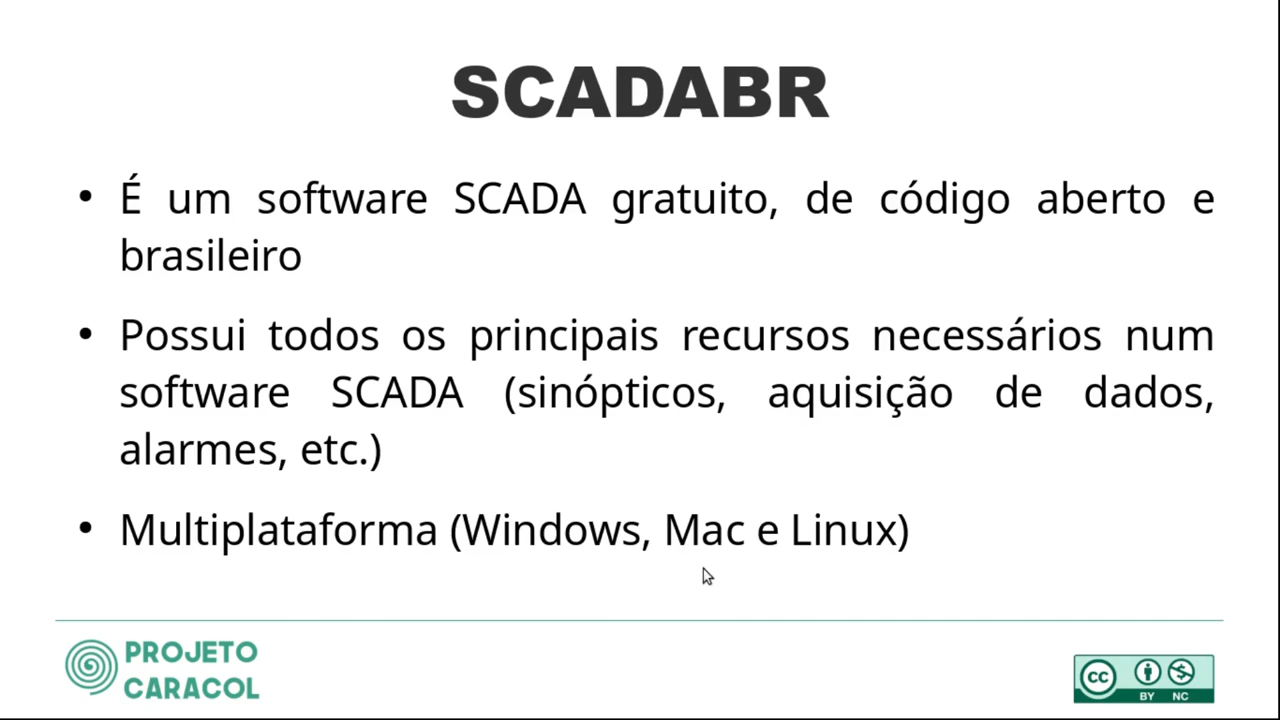 SCADABR
• É um software SCADA gratuito, de código aberto e
brasileiro
• Possui todos os principais recursos necessários num
software SCADA (sinópticos, aquisição de dados,
alarmes, etc.)
• Multiplataforma (Windows, Mac e Linux)
PROJETO
CARACOL
cc
BY NC